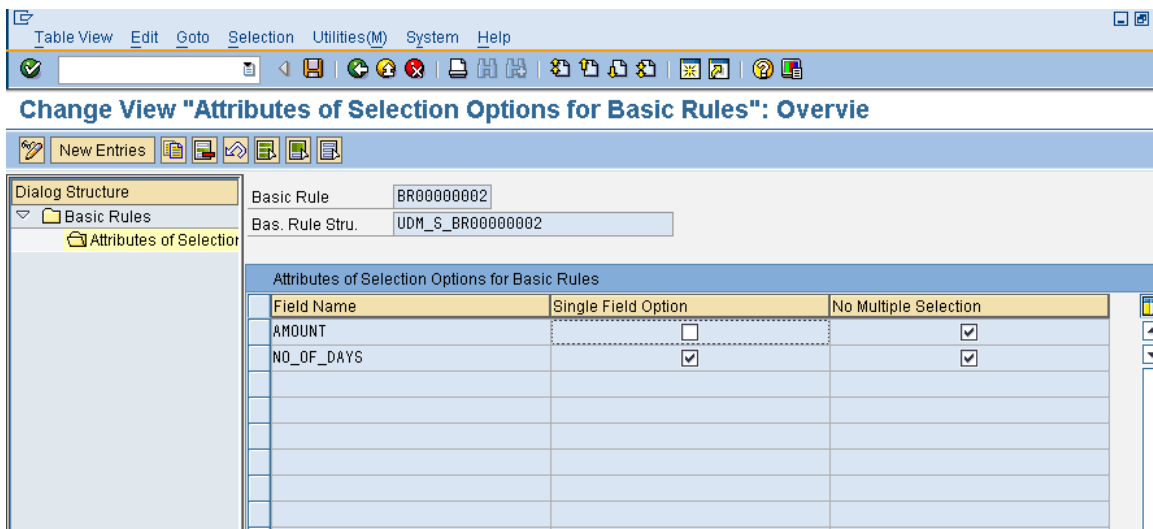 Table View Edit Goto Selection Utilities(M) System Help
Change View "Attributes of Selection Options for Basic Rules": Overvie
New Entries
Dialog Structure
Basic Rules
Attributes of Selection
Basic Rule BR00000002
Bas. Rule Stru. UDM_S_BR00000002
Attributes of Selection Options for Basic Rules
Field Name Single Field Option No Multiple Selection
AMOUNT
NO_OF_DAYS